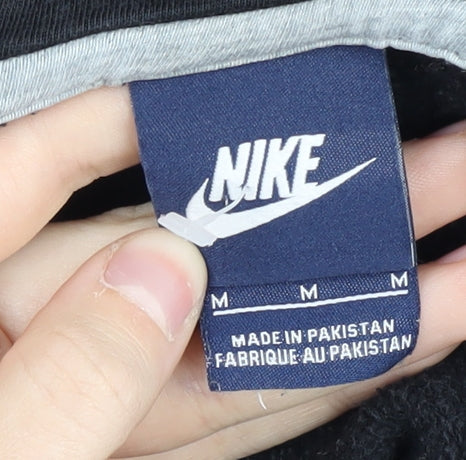 NIKE
M M M
MADE IN PAKISTAN
FABRIQUE AU PAKISTAN